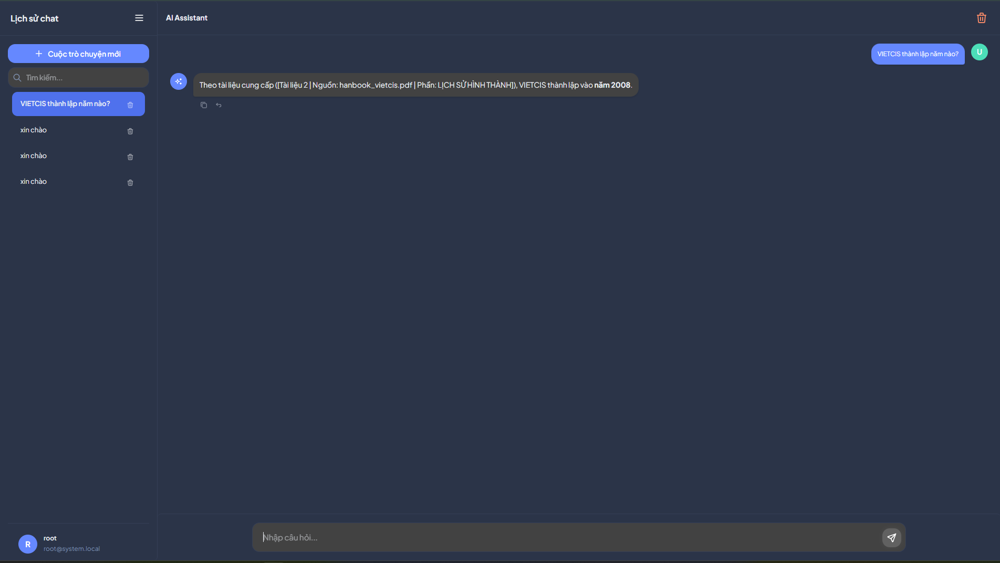 Lịch sử chat
AI Assistant
Cuộc trò chuyện mới
Tìm kiếm...
VIETCIS thành lập năm nào?
xin chào
xin chào
xin chào
VIETCIS thành lập năm nào?
U
Theo tài liệu cung cấp ([Tài liệu 2 | Nguồn: hanbook_vietcis.pdf | Phần: LỊCH SỬ HÌNH THÀNH]), VIETCIS thành lập vào năm 2008.
Nhập câu hỏi...
R
root
root@system.local